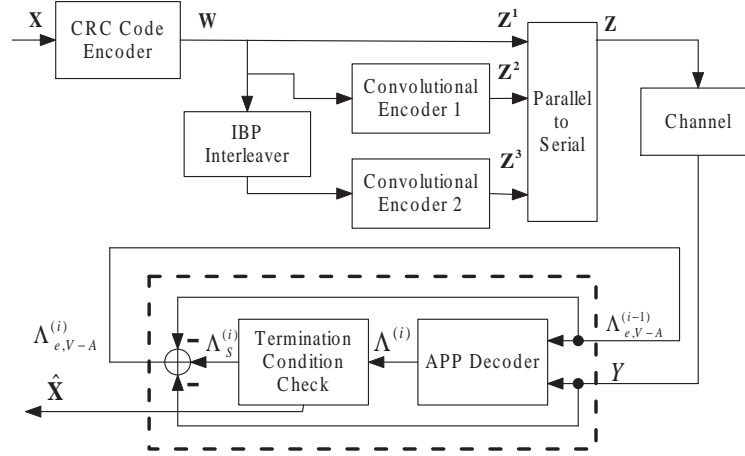 X
CRC Code
Encoder
W
Z¹
Z
Z²
Convolutional
Encoder 1
Parallel
to
Serial
Channel
IBP
Interleaver
Z³
Convolutional
Encoder 2
Λ_{e,V-A}^{(i)}
Λ_S^{(i)}
Termination
Condition
Check
Λ^{(i)}
APP Decoder
Λ_{e,V-A}^{(i-1)}
Y
X̂